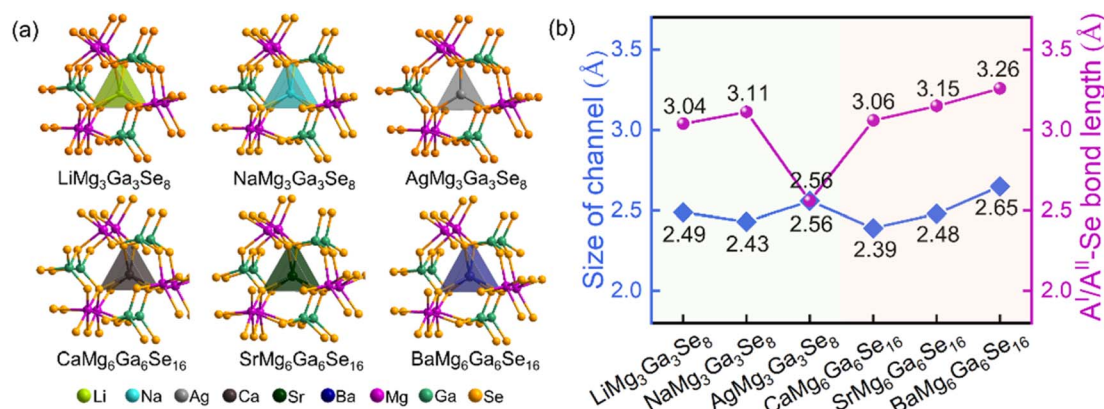 (a)
LiMg₃Ga₃Se₈ NaMg₃Ga₃Se₈ AgMg₃Ga₃Se₈
CaMg₆Ga₆Se₁₆ SrMg₆Ga₆Se₁₆ BaMg₆Ga₆Se₁₆
Li Na Ag Ca Sr Ba Mg Ga Se
(b)
Size of channel (Å)
3.5
3.0
2.5
2.0
3.04 3.11 2.56 3.06 3.15 3.26
2.49 2.43 2.56 2.39 2.48 2.65
3.5
3.0
2.5
2.0
Aᴵ/Aᴵᴵ-Se bond length (Å)
LiMg₃Ga₃Se₈
NaMg₃Ga₃Se₈
AgMg₃Ga₃Se₈
CaMg₆Ga₆Se₁₆
SrMg₆Ga₆Se₁₆
BaMg₆Ga₆Se₁₆